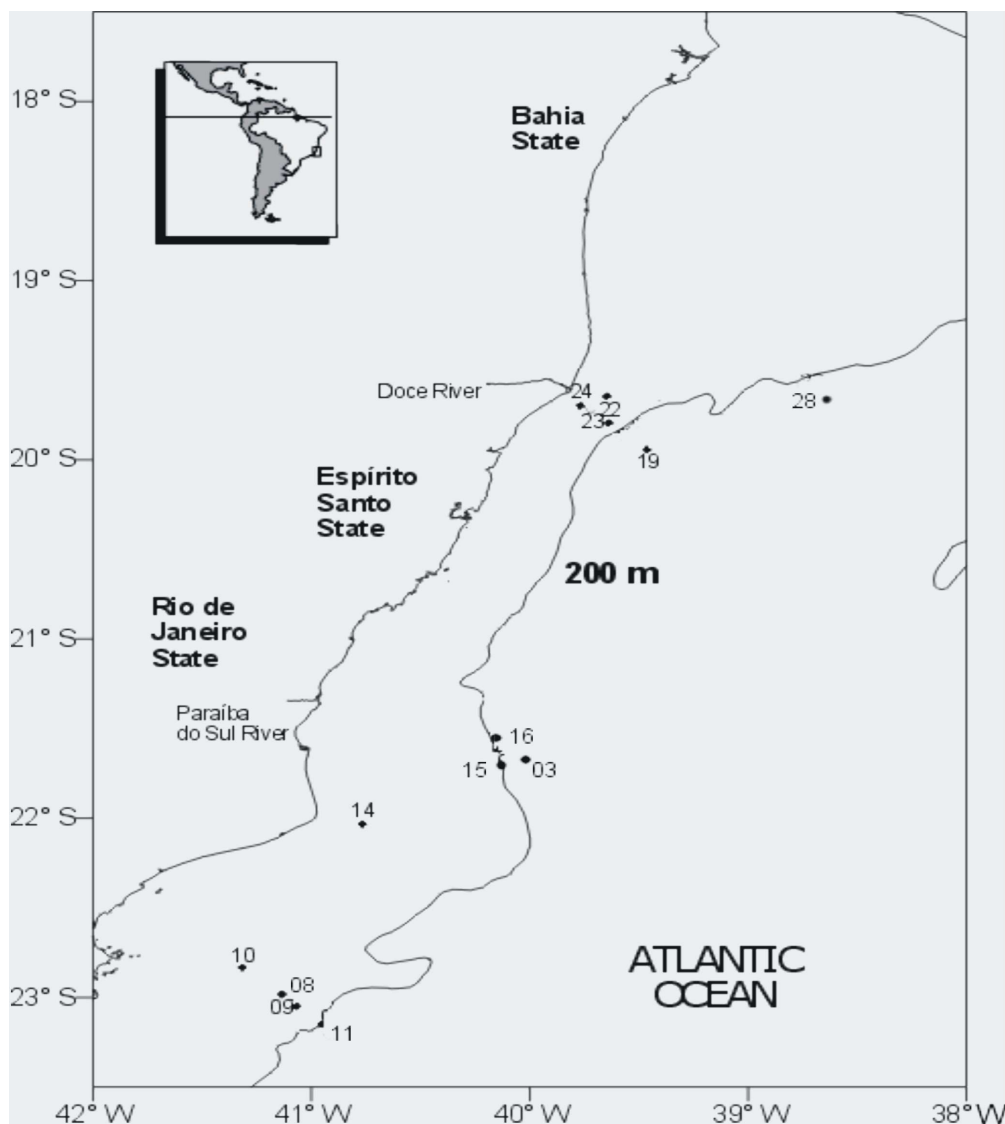 18° S
Bahia
State
19° S
Doce River
24
22
23
28
20° S
19
Espírito
Santo
State
200 m
21° S
Rio de
Janeiro
State
Paraíba
do Sul River
16
15
03
22° S
14
10
ATLANTIC
OCEAN
08
23° S
09
11
42°W
41°W
40°W
39°W
38°W